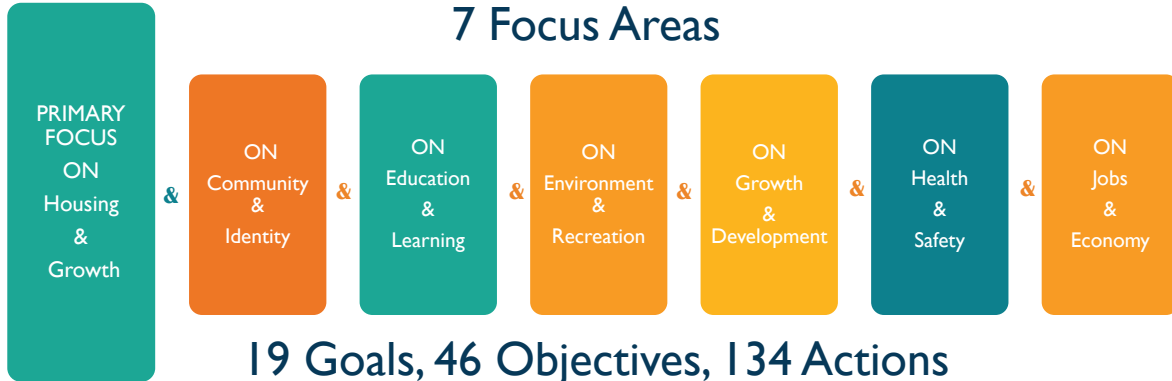 7 Focus Areas
PRIMARY
FOCUS
ON
Housing
&
Growth
&
ON
Community
&
Identity
&
ON
Education
&
Learning
&
ON
Environment
&
Recreation
&
ON
Growth
&
Development
&
ON
Health
&
Safety
&
ON
Jobs
&
Economy
19 Goals, 46 Objectives, 134 Actions